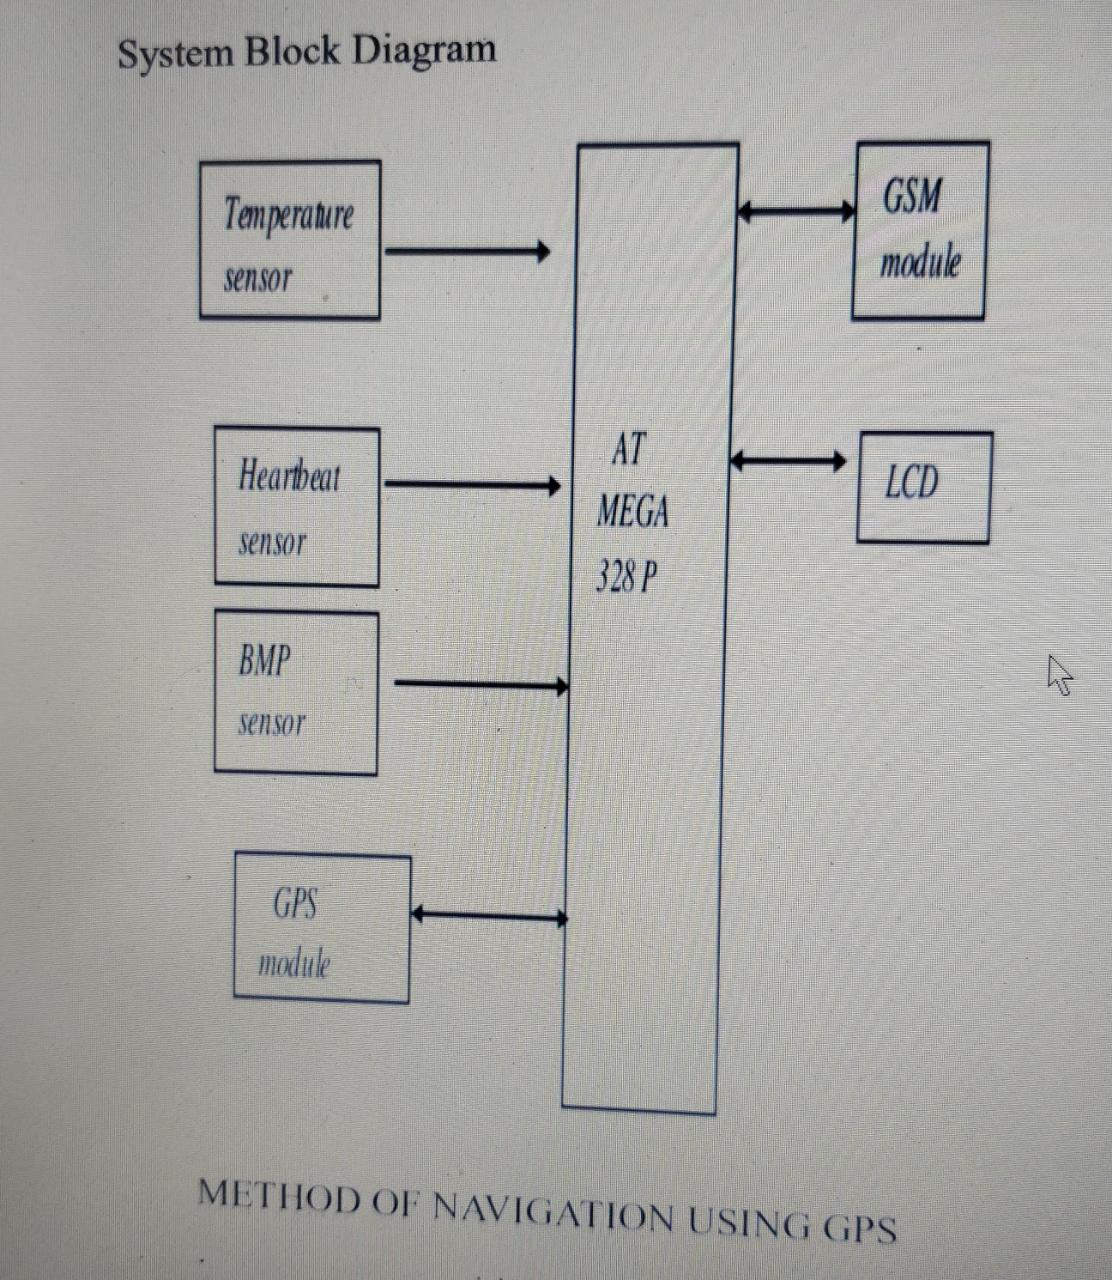 System Block Diagram
Temperature
sensor
Heartbeat
sensor
BMP
sensor
GPS
module
AT
MEGA
328 P
GSM
module
LCD
METHOD OF NAVIGATION USING GPS